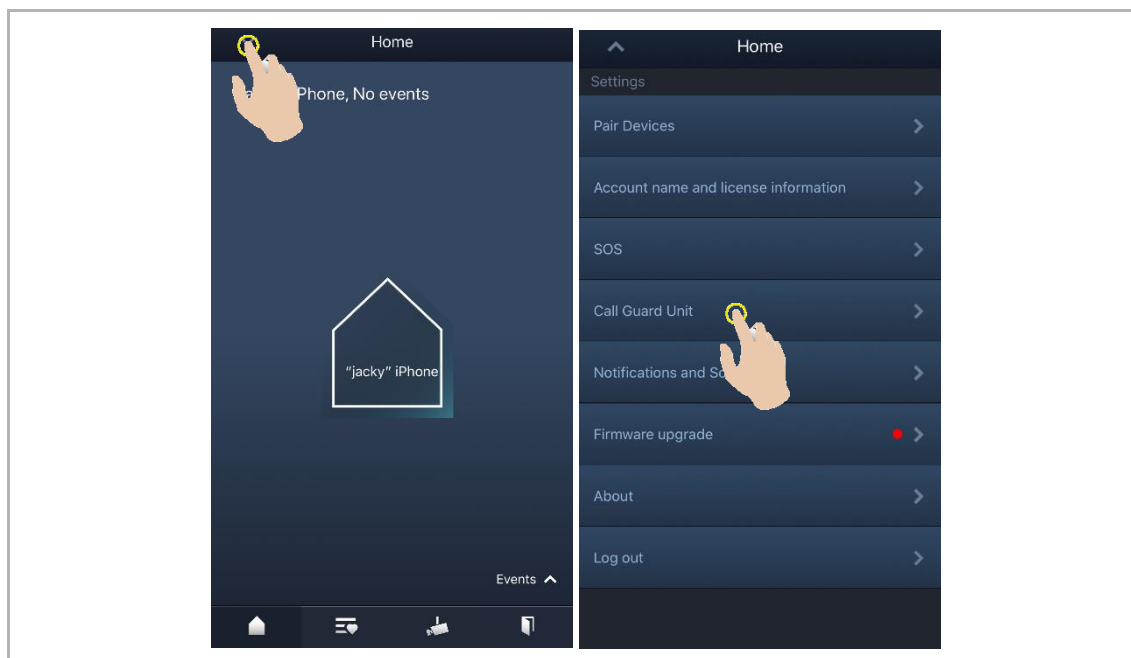 Home
Phone, No events
"jacky" iPhone
Events
Home
Settings
Pair Devices
Account name and license information
SOS
Call Guard Unit
Notifications and
Firmware upgrade
About
Log out